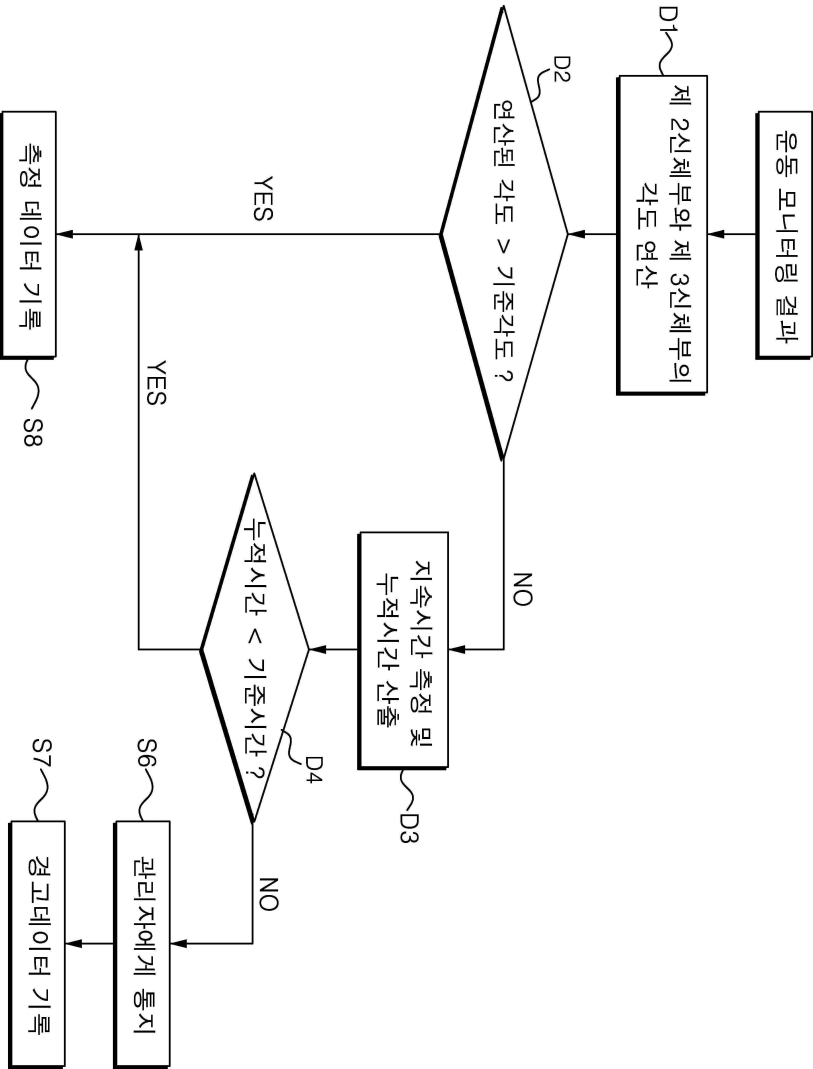 운동 모니터링 결과
D1
제 2신체부와 제 3신체부의
각도 연산
D2
연산된 각도 > 기준각도 ?
NO
YES
지속시간 측정 및
누적시간 산출
D3
누적시간 < 기준시간 ?
D4
YES
NO
S6
관리자에게 통지
S7
경고데이터 기록
측정 데이터 기록
S8